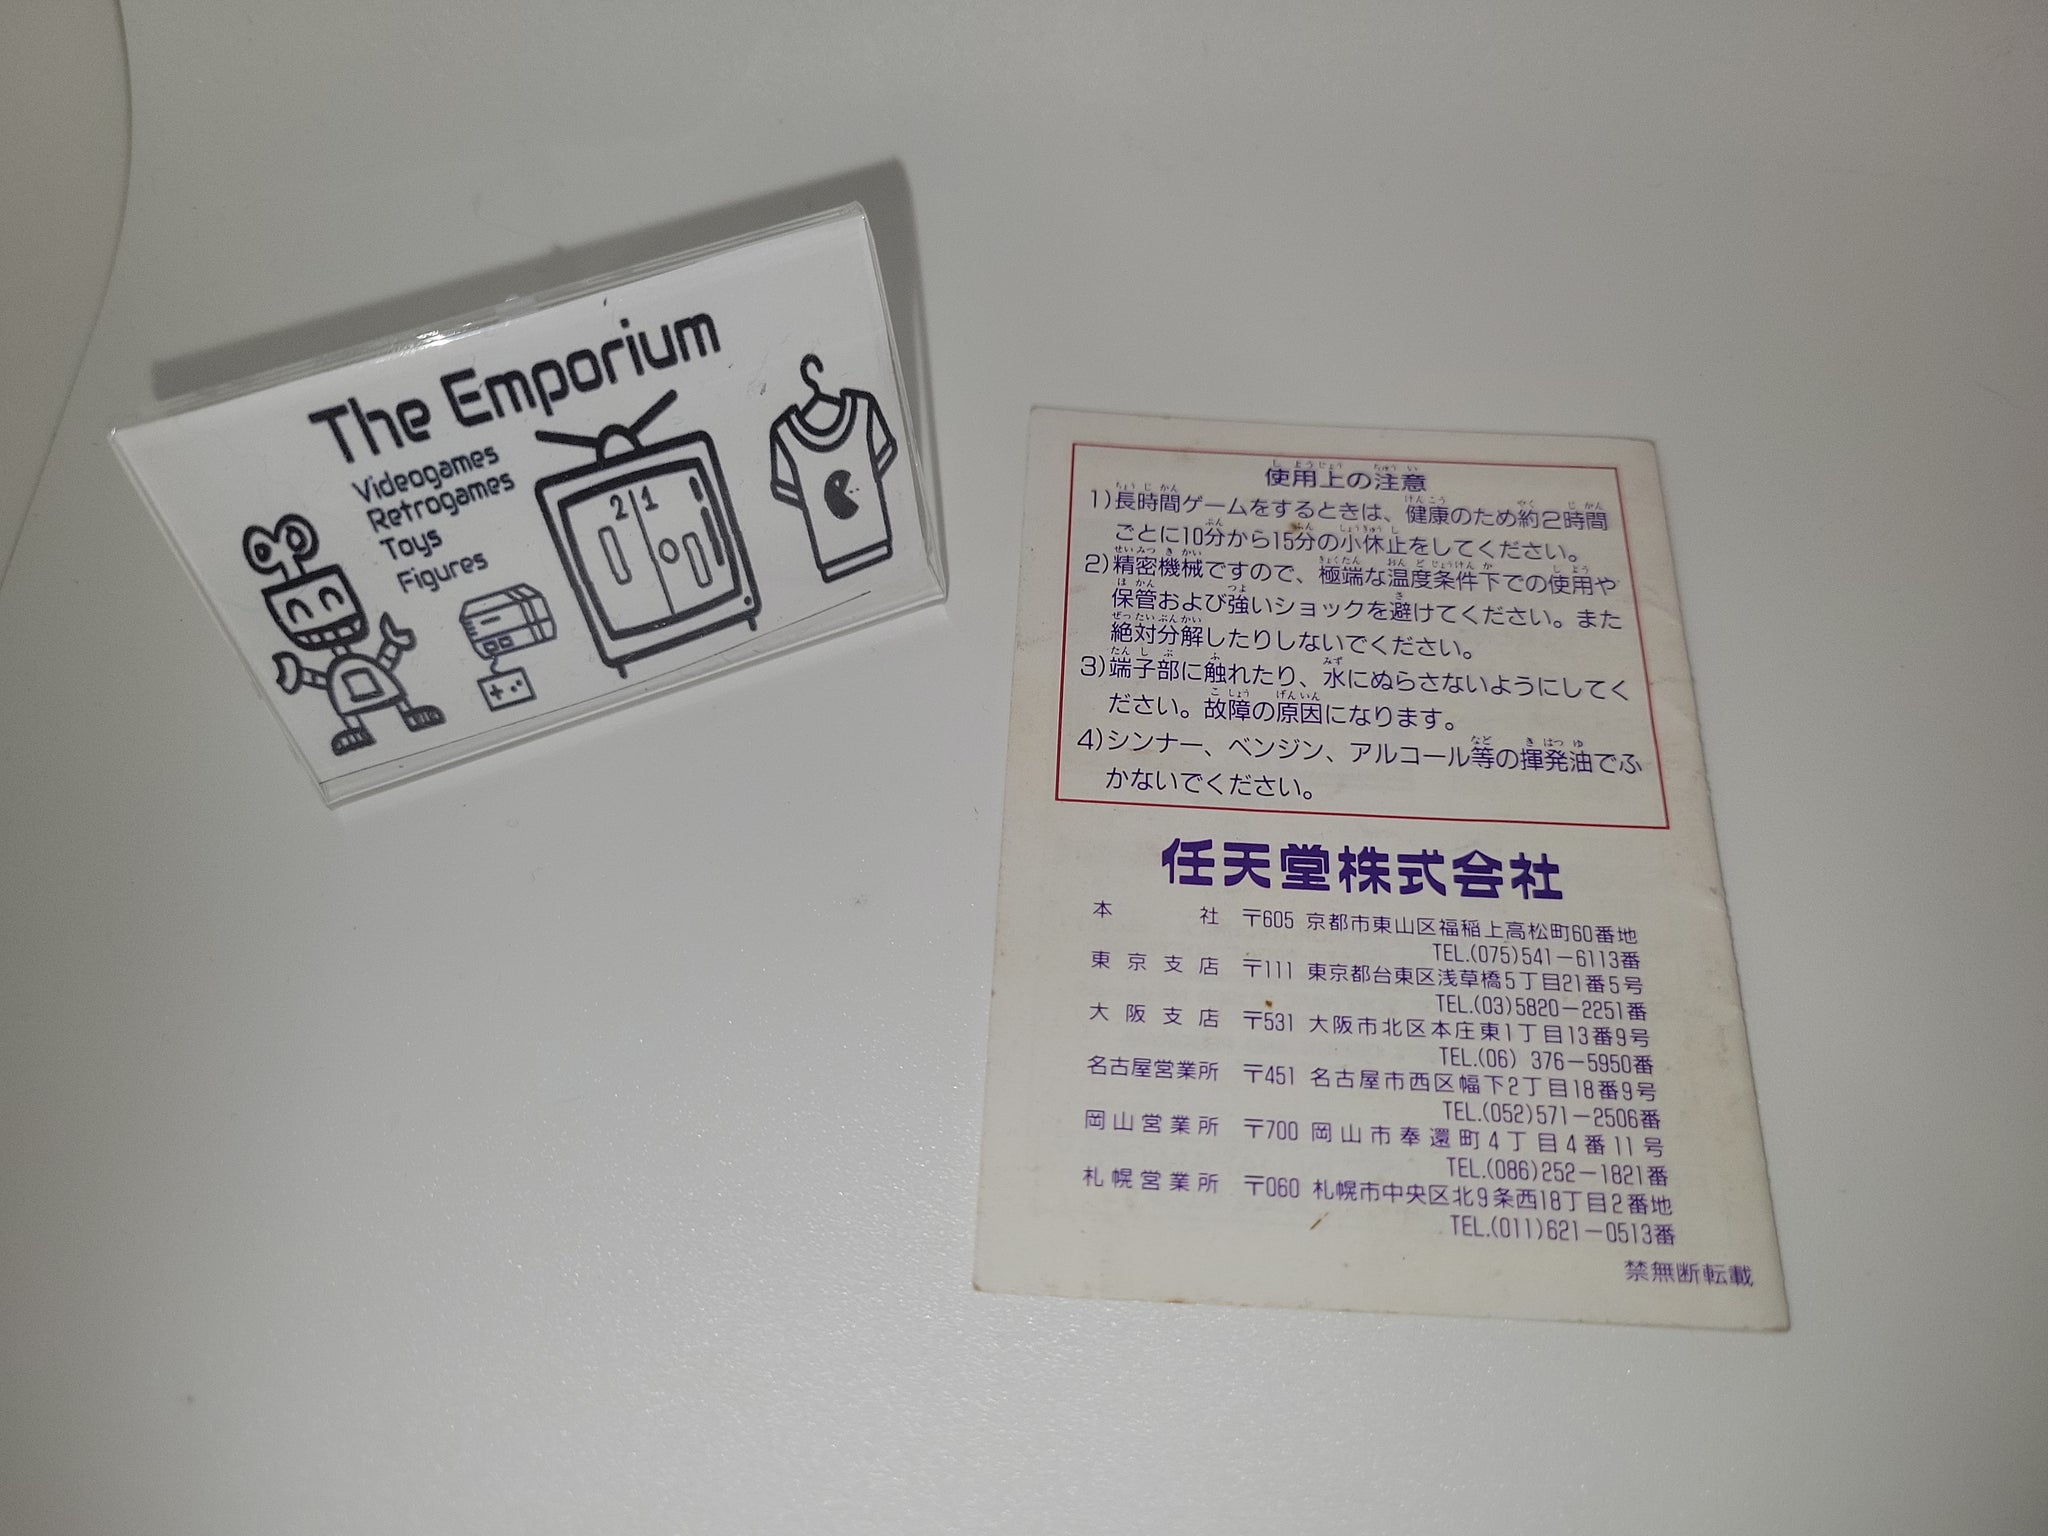 The Emporium
Videogames
Retrogames
Toys
Figures
2 1
使用上の注意
1)長時間ゲームをするときは、健康のため約2時間
ごとに10分から15分の小休止をしてください。
2)精密機械ですので、極端な温度条件下での使用や
保管および強いショックを避けてください。また
絶対分解したりしないでください。
3)端子部に触れたり、水にぬらさないようにしてく
ださい。故障の原因になります。
4)シンナー、ベンジン、アルコール等の揮発油でふ
かないでください。
任天堂株式会社
本社 〒605 京都市東山区福稲上高松町60番地
TEL.(075)541-6113番
東京支店 〒111 東京都台東区浅草橋5丁目21番5号
TEL.(03)5820-2251番
大阪支店 〒531 大阪市北区本庄東1丁目13番9号
TEL.(06) 376-5950番
名古屋営業所 〒451 名古屋市西区幅下2丁目18番9号
TEL.(052)571-2506番
岡山営業所 〒700 岡山市奉還町4丁目4番11号
TEL.(086)252-1821番
札幌営業所 〒060 札幌市中央区北9条西18丁目2番地
TEL.(011)621-0513番
禁無断転載